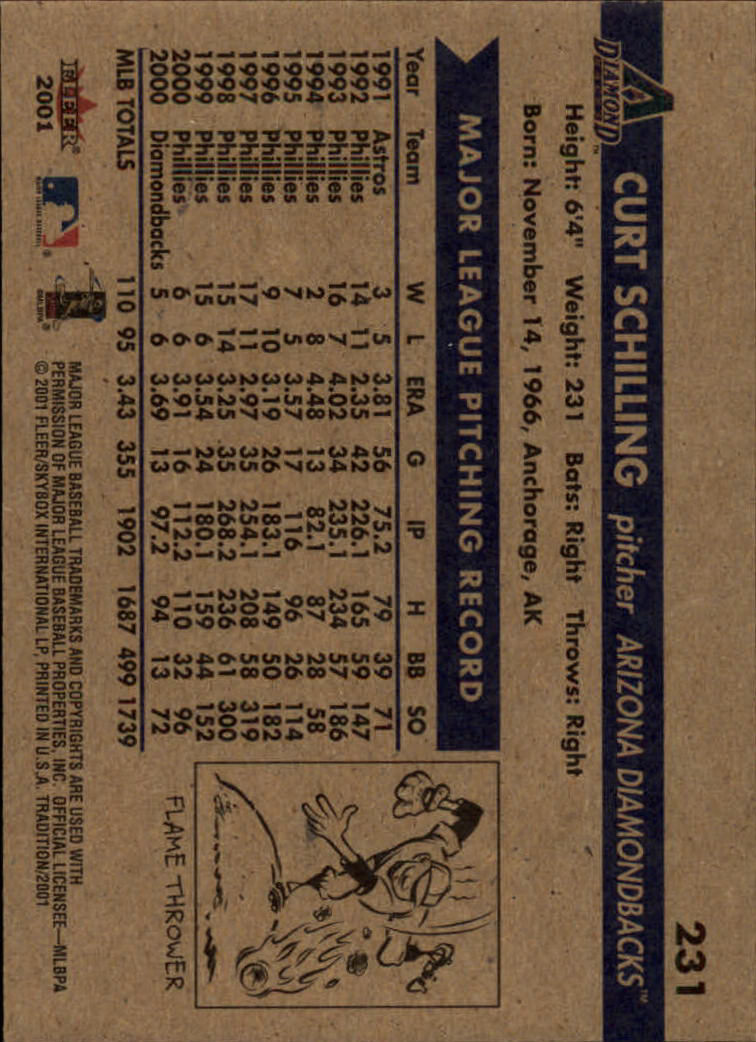 231
DIAMOND
CURT SCHILLING pitcher ARIZONA DIAMONDBACKS™
Height: 6'4" Weight: 231 Bats: Right Throws: Right
Born: November 14, 1966, Anchorage, AK
MAJOR LEAGUE PITCHING RECORD
Year Team W L ERA G IP H BB SO
1991 Astros 3 5 3.81 56 75.2 79 39 71
1992 Phillies 14 11 2.35 42 226.1 165 59 147
1993 Phillies 16 7 4.02 34 235.1 234 57 186
1994 Phillies 2 8 4.48 13 82.1 87 28 58
1995 Phillies 7 5 3.57 17 116 96 26 114
1996 Phillies 9 10 3.19 26 183.1 149 50 182
1997 Phillies 17 11 2.97 35 254.1 208 58 319
1998 Phillies 15 14 3.25 35 268.2 236 61 300
1999 Phillies 15 6 3.54 24 180.1 159 44 152
2000 Phillies 6 6 3.91 16 112.2 110 32 96
2000 Diamondbacks 5 6 3.69 13 97.2 94 13 72
MLB TOTALS 110 95 3.43 355 1902 1687 499 1739
FLAME THROWER
FLEER®
2001
MAJOR LEAGUE BASEBALL TRADEMARKS AND COPYRIGHTS ARE USED WITH
PERMISSION OF MAJOR LEAGUE BASEBALL PROPERTIES, INC. OFFICIAL LICENSEE—MLBPA
© 2001 FLEER/SKYBOX INTERNATIONAL LP, PRINTED IN U.S.A. TRADITION/2001